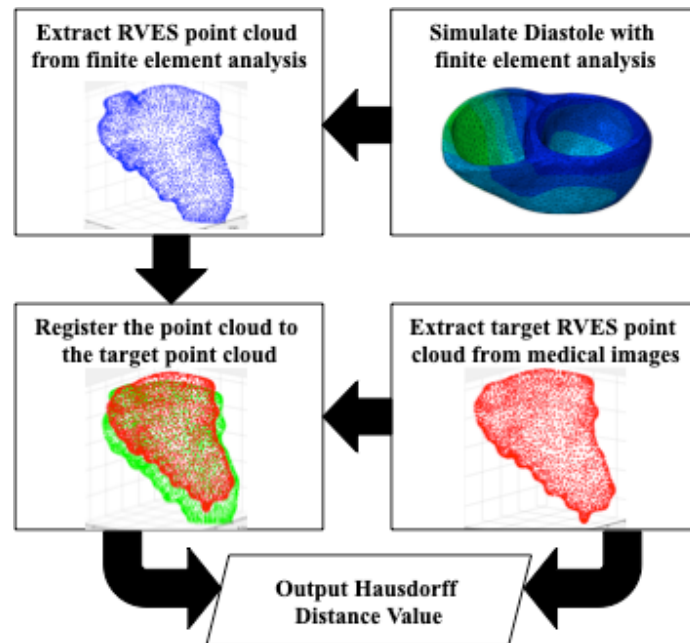 Extract RVES point cloud
from finite element analysis
Simulate Diastole with
finite element analysis
Register the point cloud to
the target point cloud
Extract target RVES point
cloud from medical images
Output Hausdorff
Distance Value